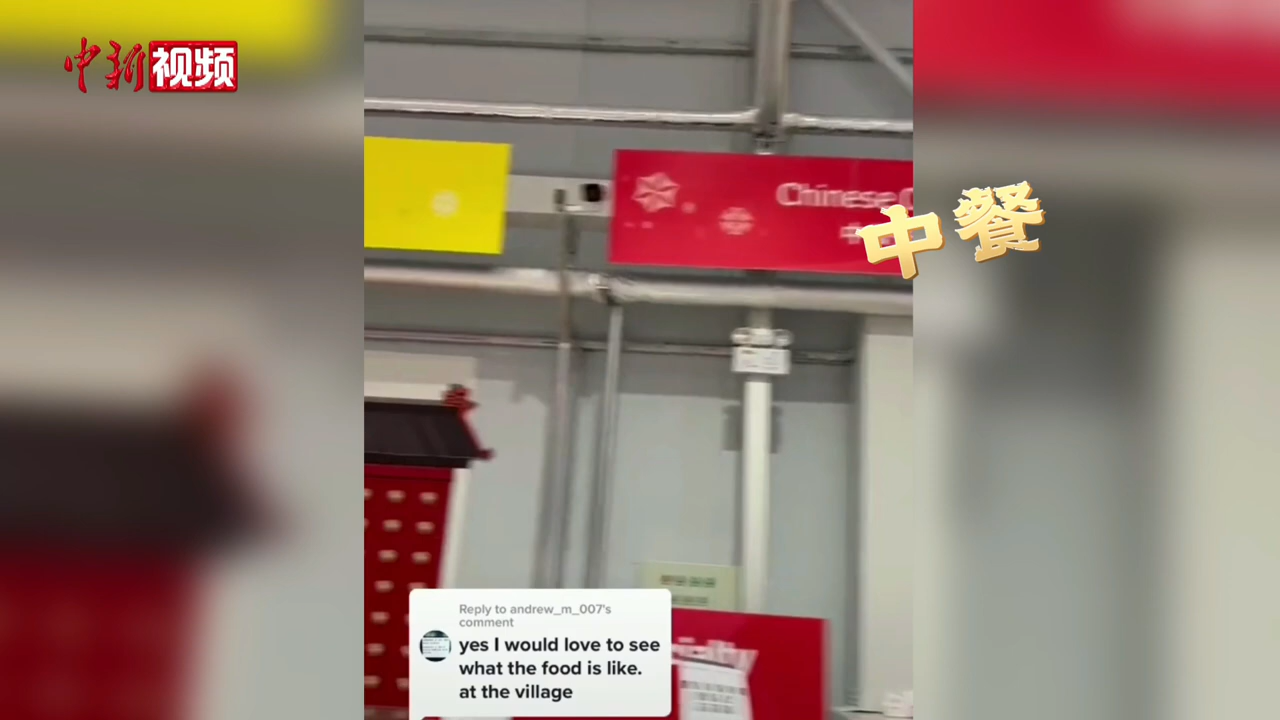 中新视频
Chinese
中餐
Reply to andrew_m_007's
comment
yes I would love to see
what the food is like.
at the village